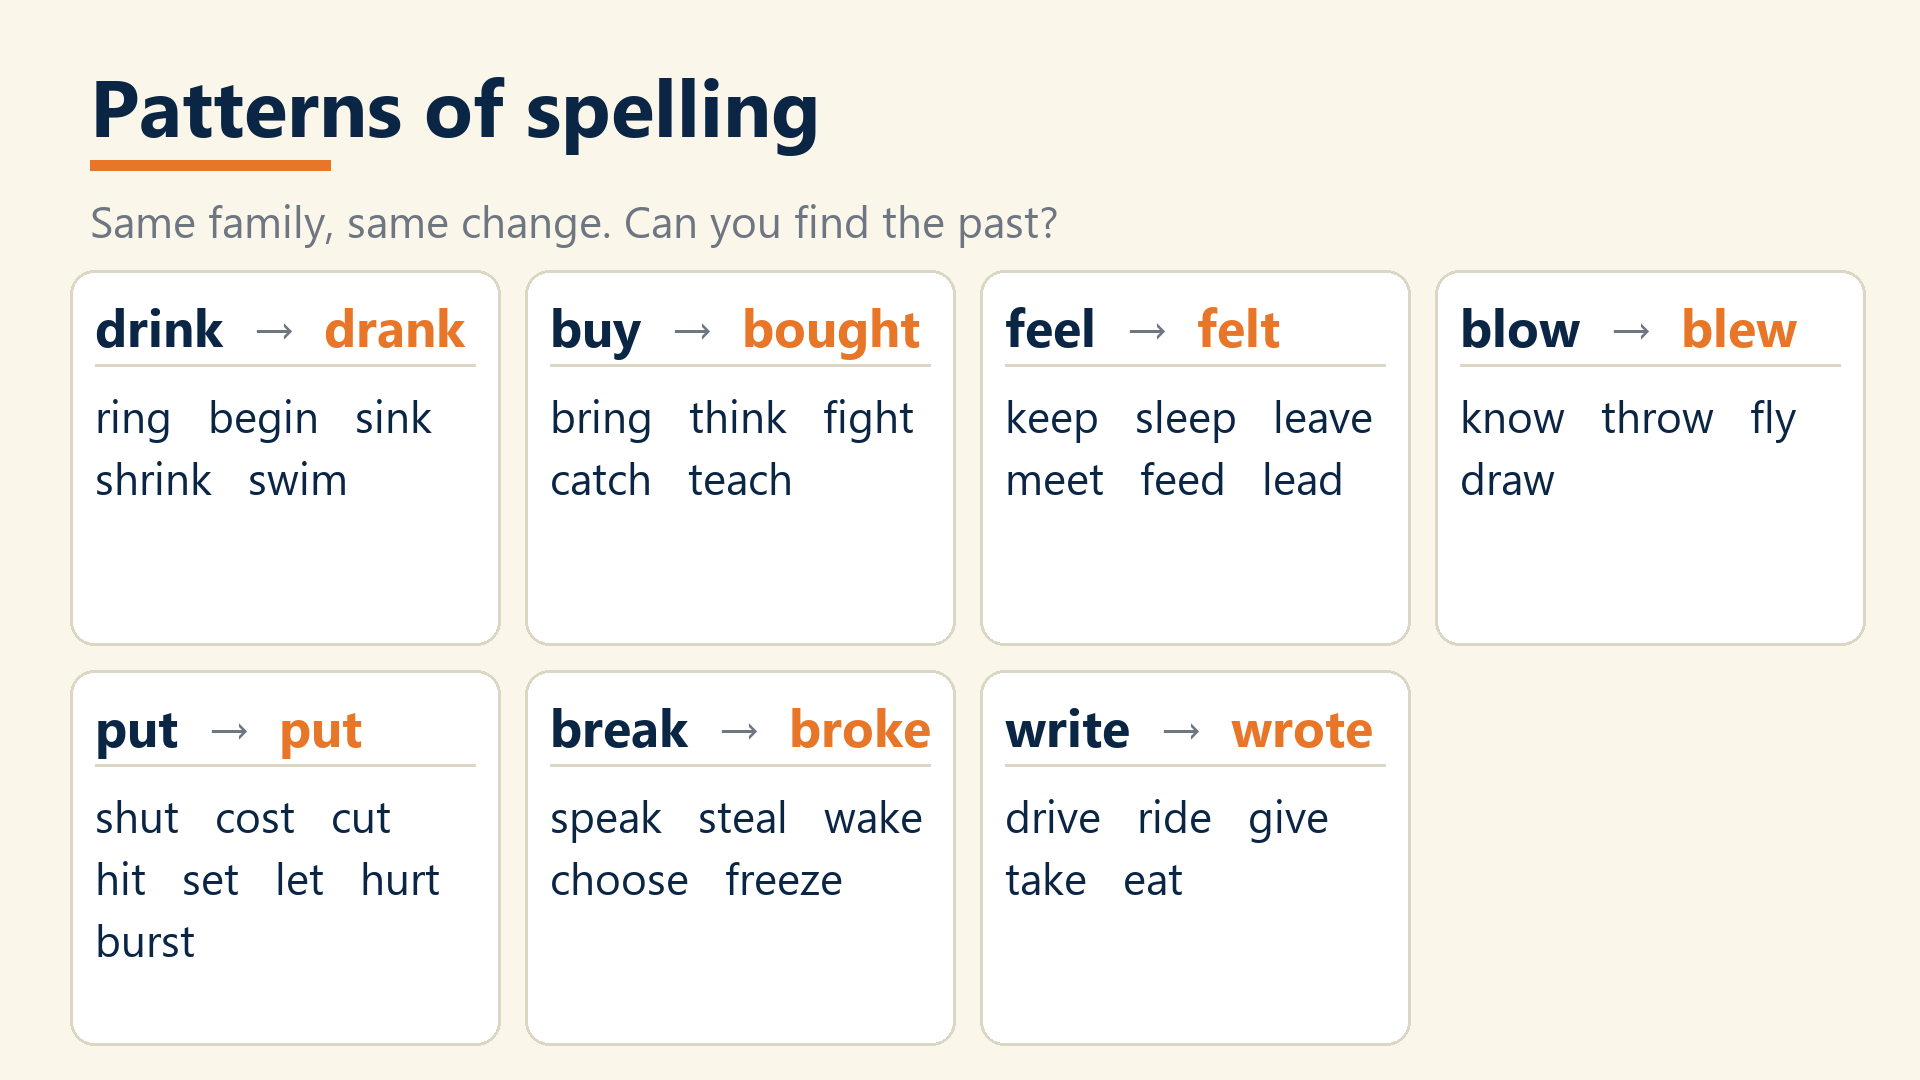 Patterns of spelling
Same family, same change. Can you find the past?
drink → drank
ring begin sink
shrink swim
buy → bought
bring think fight
catch teach
feel → felt
keep sleep leave
meet feed lead
blow → blew
know throw fly
draw
put → put
shut cost cut
hit set let hurt
burst
break → broke
speak steal wake
choose freeze
write → wrote
drive ride give
take eat